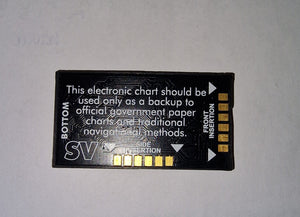 This electronic chart should be
used only as a backup to
official government paper
charts and traditional
navigational methods.
BOTTOM
FRONT
INSERTION
SV
SIDE
INSERTION